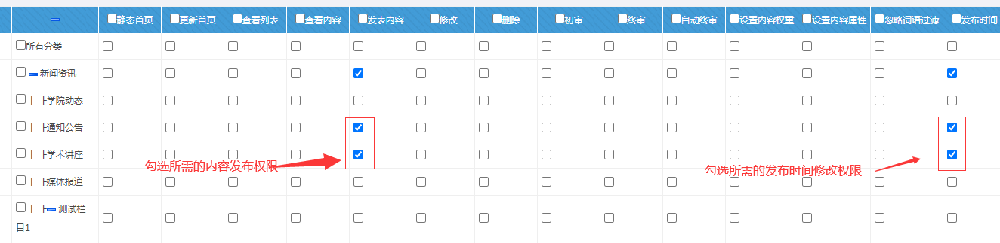 静态首页 更新首页 查看列表 查看内容 发表内容 修改 删除 初审 终审 自动终审 设置内容权重 设置内容属性 忽略词语过滤 发布时间
所有分类
新闻资讯
| ├学院动态
| ├通知公告
| ├学术讲座
勾选所需的内容发布权限
勾选所需的发布时间修改权限
| ├媒体报道
| ├测试栏
目1